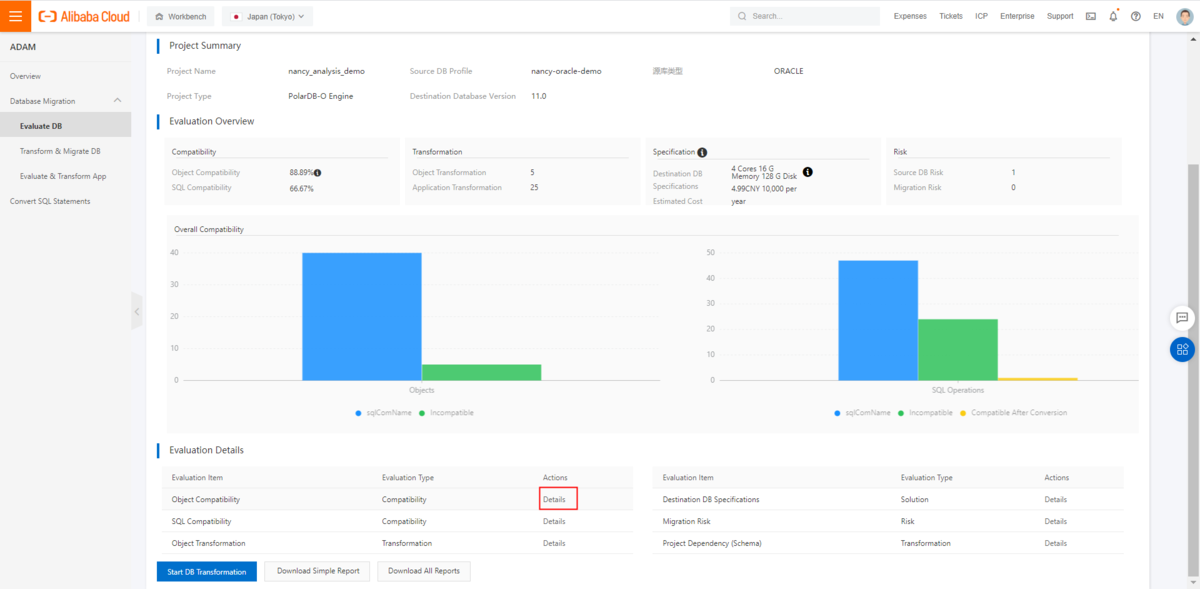 Alibaba Cloud
Workbench
Japan (Tokyo)
Search...
Expenses
Tickets
ICP
Enterprise
Support
EN
ADAM
Overview
Database Migration
Evaluate DB
Transform & Migrate DB
Evaluate & Transform App
Convert SQL Statements
Project Summary
Project Name nancy_analysis_demo Source DB Profile nancy-oracle-demo 源库类型 ORACLE
Project Type PolarDB-O Engine Destination Database Version 11.0
Evaluation Overview
Compatibility
Object Compatibility 88.89%
SQL Compatibility 66.67%
Transformation
Object Transformation 5
Application Transformation 25
Specification
Destination DB Specifications 4 Cores 16 G Memory 128 G Disk
Estimated Cost 4.99CNY 10,000 per year
Risk
Source DB Risk 1
Migration Risk 0
Overall Compatibility
40
30
20
10
0
Objects
sqlComName Incompatible
50
40
30
20
10
0
SQL Operations
sqlComName Incompatible Compatible After Conversion
Evaluation Details
Evaluation Item Evaluation Type Actions
Object Compatibility Compatibility Details
SQL Compatibility Compatibility Details
Object Transformation Transformation Details
Evaluation Item Evaluation Type Actions
Destination DB Specifications Solution Details
Migration Risk Risk Details
Project Dependency (Schema) Transformation Details
Start DB Transformation
Download Simple Report
Download All Reports